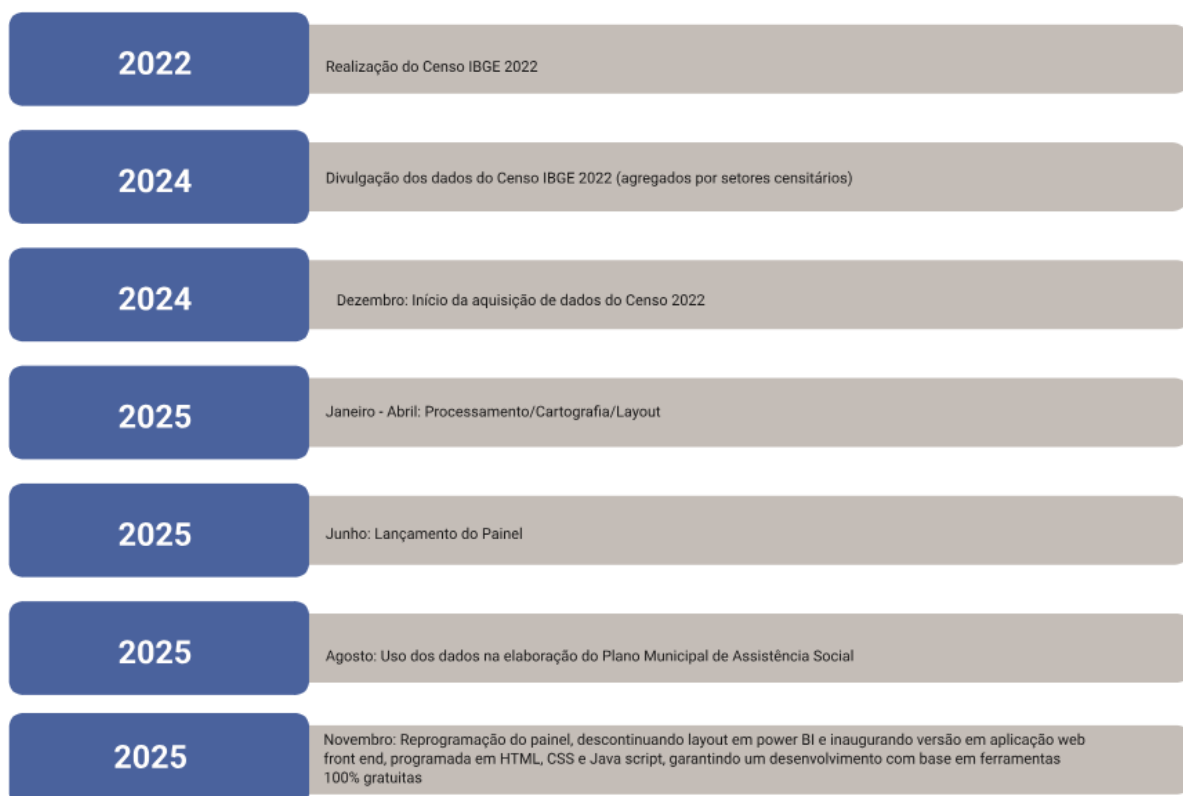 2022
Realização do Censo IBGE 2022
2024
Divulgação dos dados do Censo IBGE 2022 (agregados por setores censitários)
2024
Dezembro: Início da aquisição de dados do Censo 2022
2025
Janeiro - Abril: Processamento/Cartografia/Layout
2025
Junho: Lançamento do Painel
2025
Agosto: Uso dos dados na elaboração do Plano Municipal de Assistência Social
2025
Novembro: Reprogramação do painel, descontinuando layout em power BI e inaugurando versão em aplicação web
front end, programada em HTML, CSS e Java script, garantindo um desenvolvimento com base em ferramentas
100% gratuitas